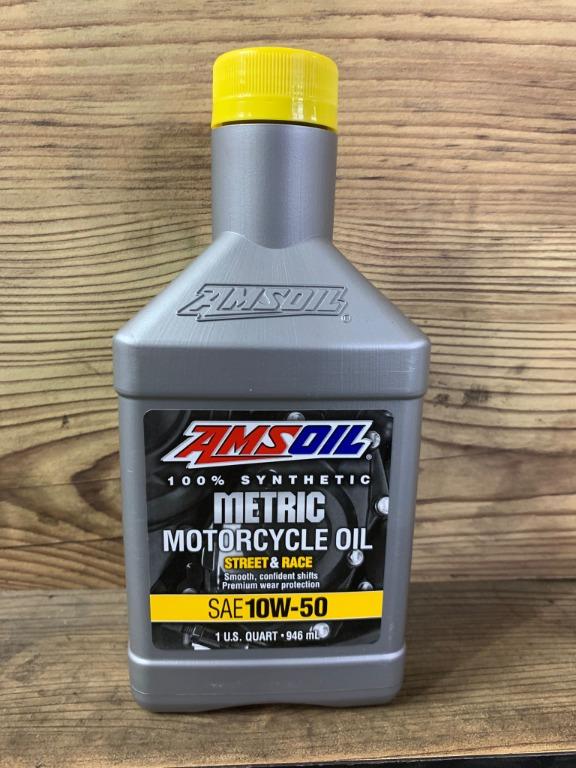 AMSOIL®
AMSOIL®
100% SYNTHETIC
METRIC
MOTORCYCLE OIL
STREET & RACE
Smooth, confident shifts
Premium wear protection
SAE 10W-50
1 U.S. QUART • 946 mL